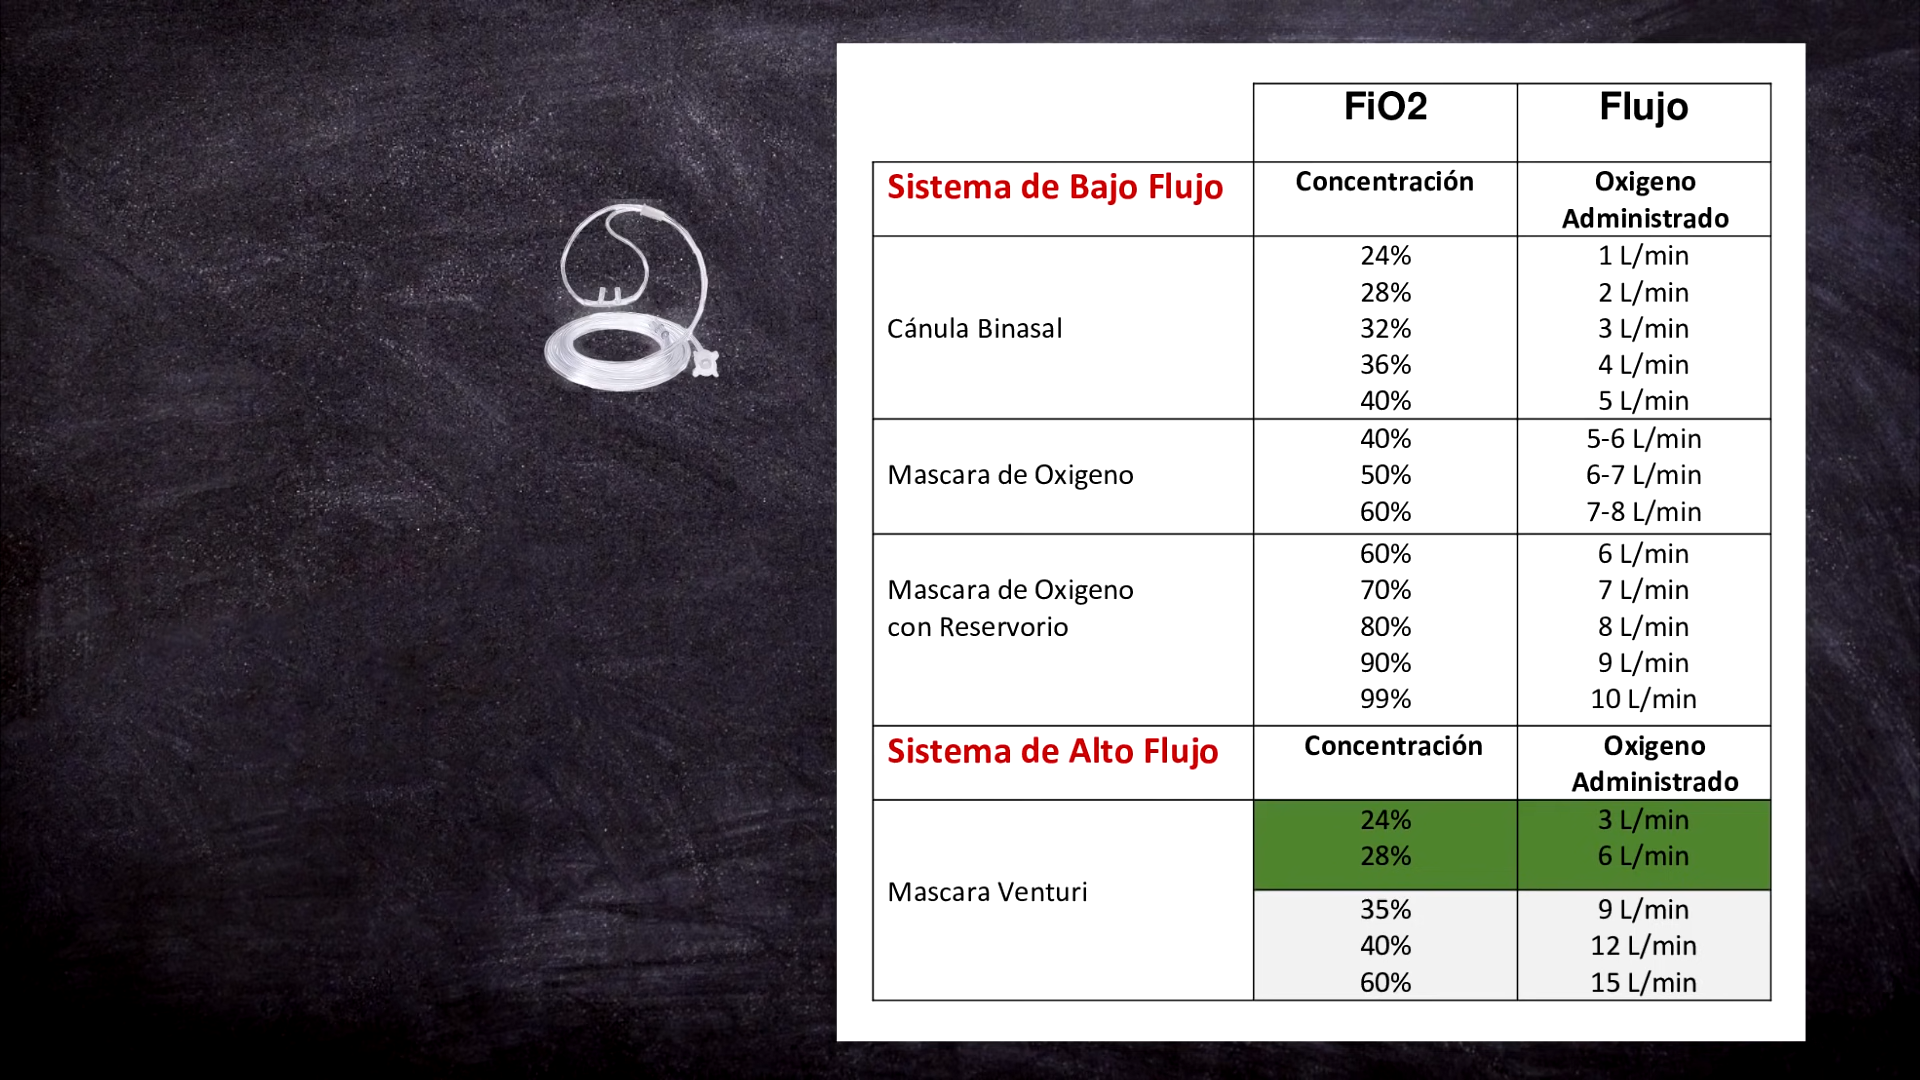 FiO2 Flujo
Sistema de Bajo Flujo Concentración Oxigeno
Administrado
24% 1 L/min
28% 2 L/min
Cánula Binasal 32% 3 L/min
36% 4 L/min
40% 5 L/min
40% 5-6 L/min
Mascara de Oxigeno 50% 6-7 L/min
60% 7-8 L/min
60% 6 L/min
Mascara de Oxigeno 70% 7 L/min
con Reservorio 80% 8 L/min
90% 9 L/min
99% 10 L/min
Sistema de Alto Flujo Concentración Oxigeno
Administrado
24% 3 L/min
28% 6 L/min
Mascara Venturi
35% 9 L/min
40% 12 L/min
60% 15 L/min